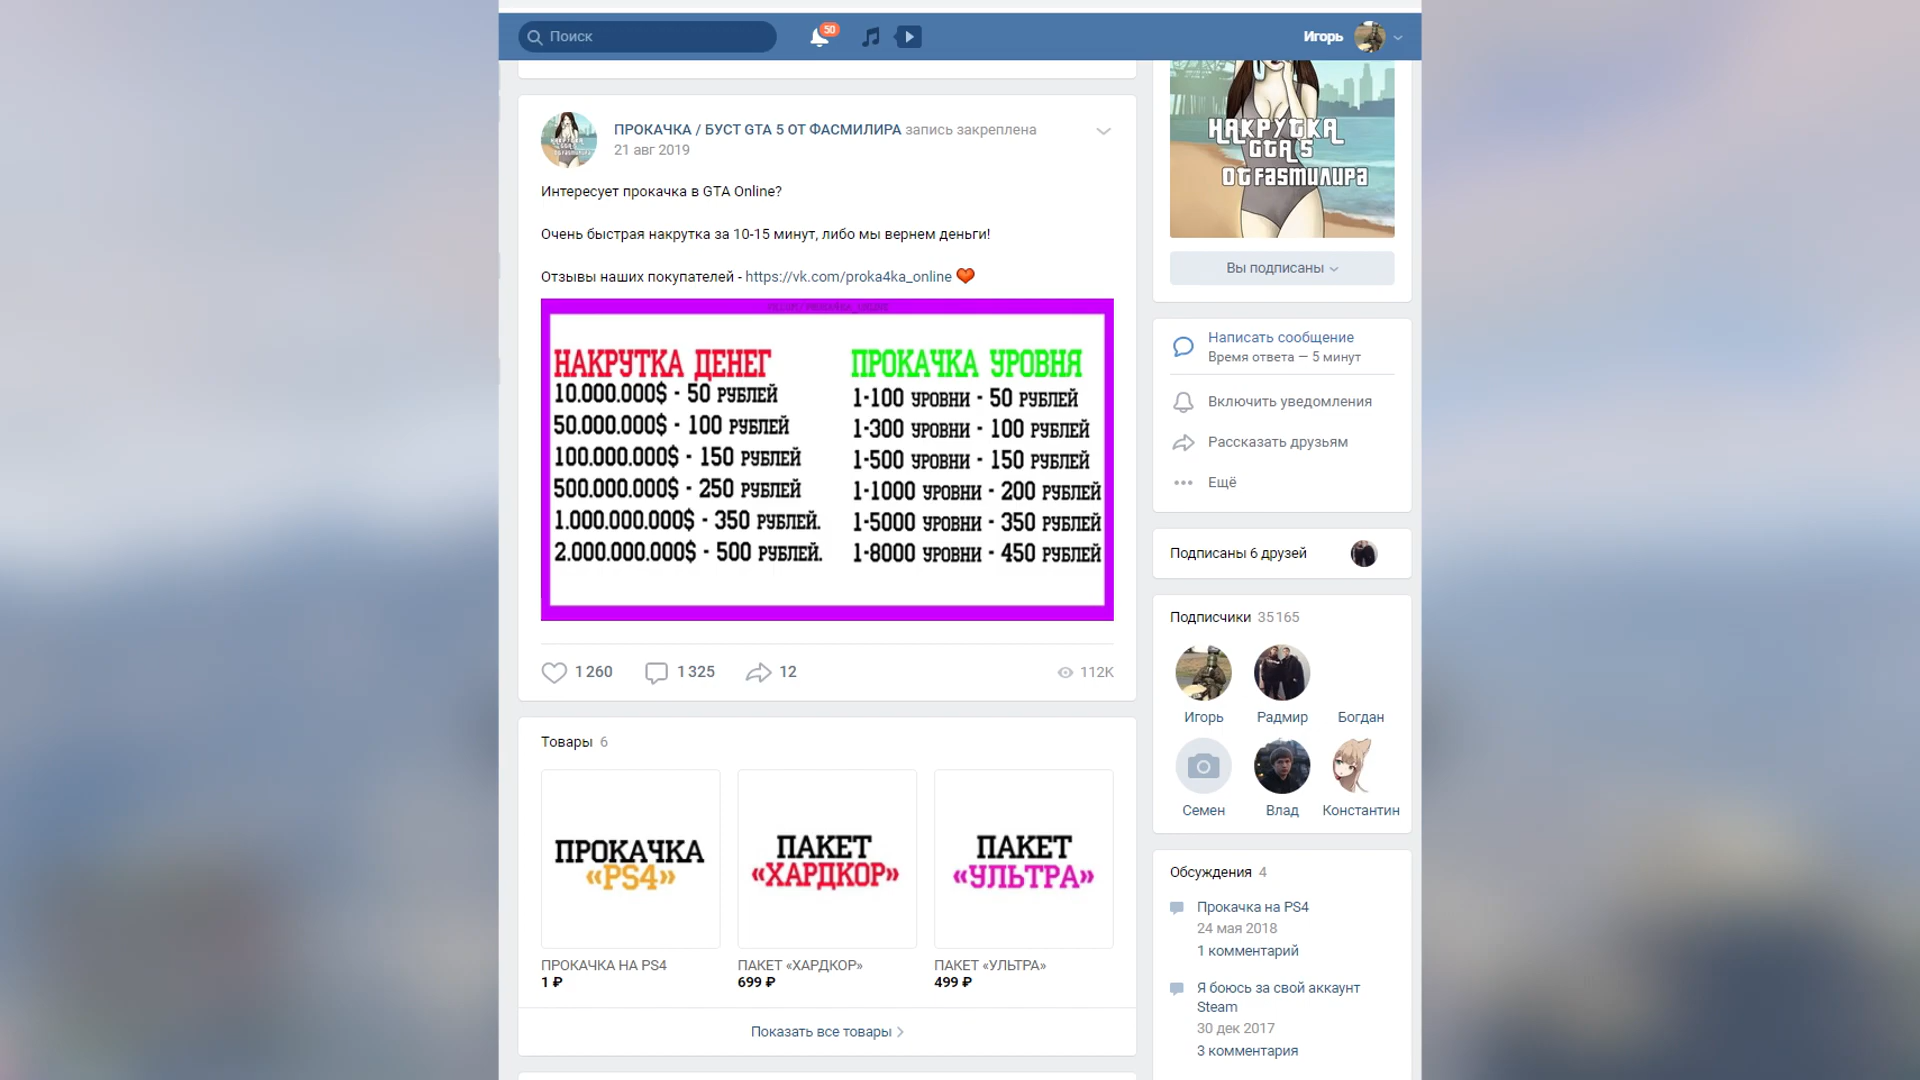 Поиск
50
Игорь
ПРОКАЧКА / БУСТ GTA 5 ОТ ФАСМИЛИРА запись закреплена
21 авг 2019
Интересует прокачка в GTA Online?
Очень быстрая накрутка за 10-15 минут, либо мы вернем деньги!
Отзывы наших покупателей - https://vk.com/proka4ka_online
НАКРУТКА ДЕНЕГ
10.000.000$ - 50 РУБЛЕЙ
50.000.000$ - 100 РУБЛЕЙ
100.000.000$ - 150 РУБЛЕЙ
500.000.000$ - 250 РУБЛЕЙ
1.000.000.000$ - 350 РУБЛЕЙ.
2.000.000.000$ - 500 РУБЛЕЙ.
ПРОКАЧКА УРОВНЯ
1-100 УРОВНИ - 50 РУБЛЕЙ
1-300 УРОВНИ - 100 РУБЛЕЙ
1-500 УРОВНИ - 150 РУБЛЕЙ
1-1000 УРОВНИ - 200 РУБЛЕЙ
1-5000 УРОВНИ - 350 РУБЛЕЙ
1-8000 УРОВНИ - 450 РУБЛЕЙ
1 260
1 325
12
112K
Товары 6
ПРОКАЧКА
«PS4»
ПАКЕТ
«ХАРДКОР»
ПАКЕТ
«УЛЬТРА»
ПРОКАЧКА НА PS4
1 ₽
ПАКЕТ «ХАРДКОР»
699 ₽
ПАКЕТ «УЛЬТРА»
499 ₽
Показать все товары
НАКРУТКА
GTA 5
ОТ FASMИЛИРА
Вы подписаны
Написать сообщение
Время ответа — 5 минут
Включить уведомления
Рассказать друзьям
Ещё
Подписаны 6 друзей
Подписчики 35 165
Игорь
Радмир
Богдан
Семен
Влад
Константин
Обсуждения 4
Прокачка на PS4
24 мая 2018
1 комментарий
Я боюсь за свой аккаунт
Steam
30 дек 2017
3 комментария